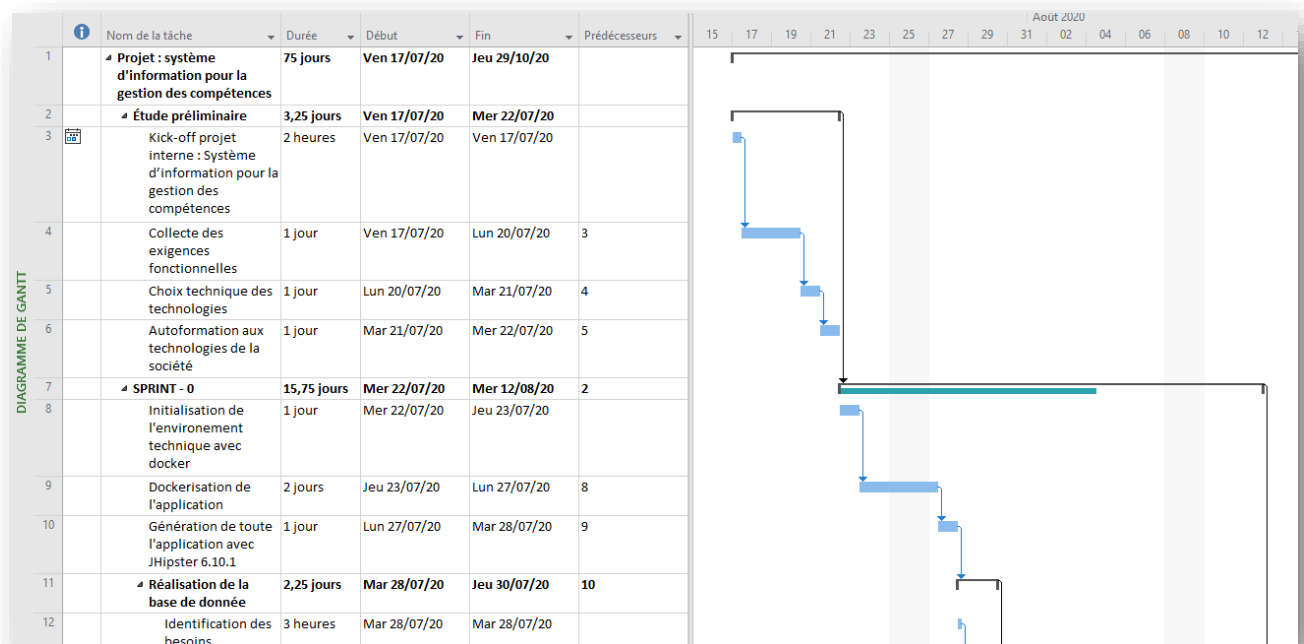 Août 2020
Nom de la tâche Durée Début Fin Prédécesseurs 15 17 19 21 23 25 27 29 31 02 04 06 08 10 12
1 Projet : système 75 jours Ven 17/07/20 Jeu 29/10/20
d'information pour la
gestion des compétences
2 Étude préliminaire 3,25 jours Ven 17/07/20 Mer 22/07/20
3 Kick-off projet 2 heures Ven 17/07/20 Ven 17/07/20
interne : Système
d’information pour la
gestion des
compétences
4 Collecte des 1 jour Ven 17/07/20 Lun 20/07/20 3
exigences
fonctionnelles
5 Choix technique des 1 jour Lun 20/07/20 Mar 21/07/20 4
technologies
6 Autoformation aux 1 jour Mar 21/07/20 Mer 22/07/20 5
technologies de la
société
7 SPRINT - 0 15,75 jours Mer 22/07/20 Mer 12/08/20 2
8 Initialisation de 1 jour Mer 22/07/20 Jeu 23/07/20
l'environement
technique avec
docker
9 Dockerisation de 2 jours Jeu 23/07/20 Lun 27/07/20 8
l'application
10 Génération de toute 1 jour Lun 27/07/20 Mar 28/07/20 9
l'application avec
JHipster 6.10.1
11 Réalisation de la 2,25 jours Mar 28/07/20 Jeu 30/07/20 10
base de donnée
12 Identification des 3 heures Mar 28/07/20 Mar 28/07/20
besoins
DIAGRAMME DE GANTT